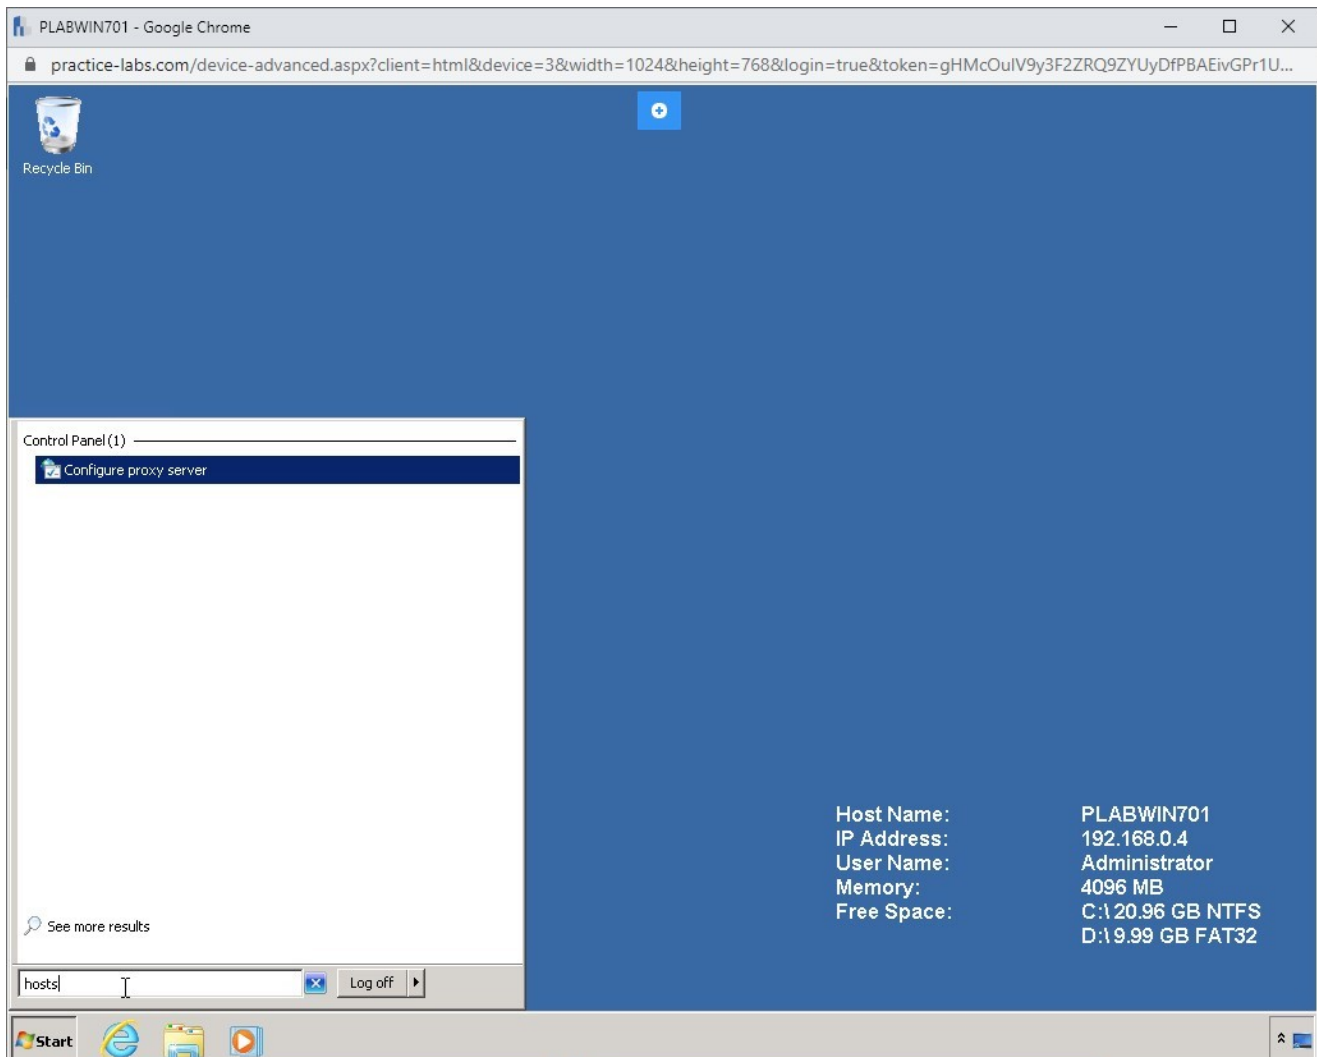 PLABWIN701 - Google Chrome
practice-labs.com/device-advanced.aspx?client=html&device=3&width=1024&height=768&login=true&token=gHMcOuIV9y3F2ZRQ9ZYUyDfPBAEivGPr1U...
Recycle Bin
Control Panel (1)
Configure proxy server
Host Name: PLABWIN701
IP Address: 192.168.0.4
User Name: Administrator
Memory: 4096 MB
Free Space: C:\ 20.96 GB NTFS
D:\ 9.99 GB FAT32
See more results
hosts
Log off
Start